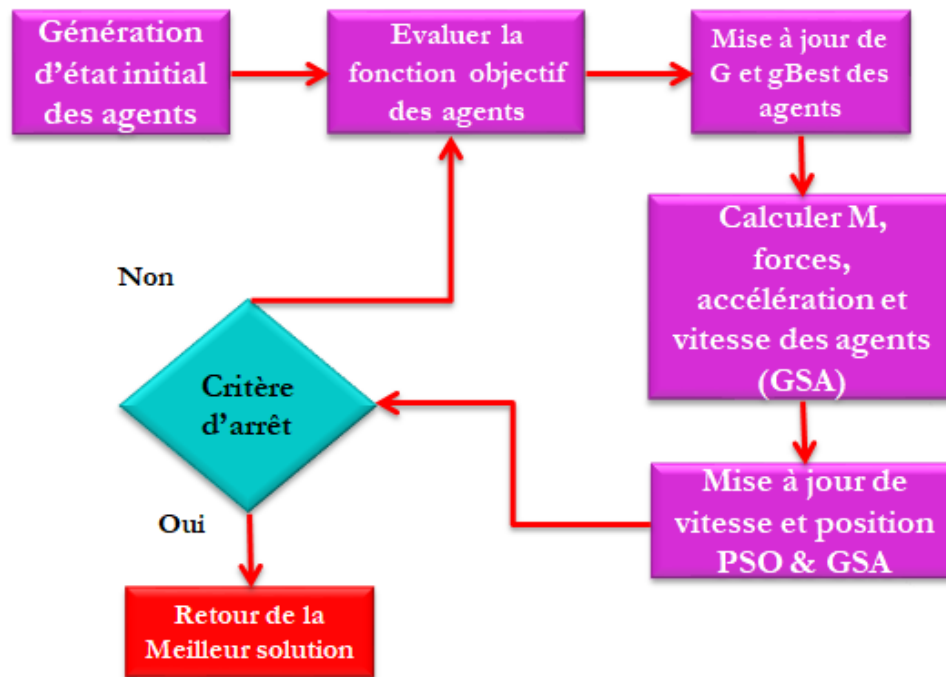 Génération
d'état initial
des agents
Evaluer la
fonction objectif
des agents
Mise à jour de
G et gBest des
agents
Calculer M,
forces,
accélération et
vitesse des agents
(GSA)
Mise à jour de
vitesse et position
PSO & GSA
Non
Critère
d'arrêt
Oui
Retour de la
Meilleur solution